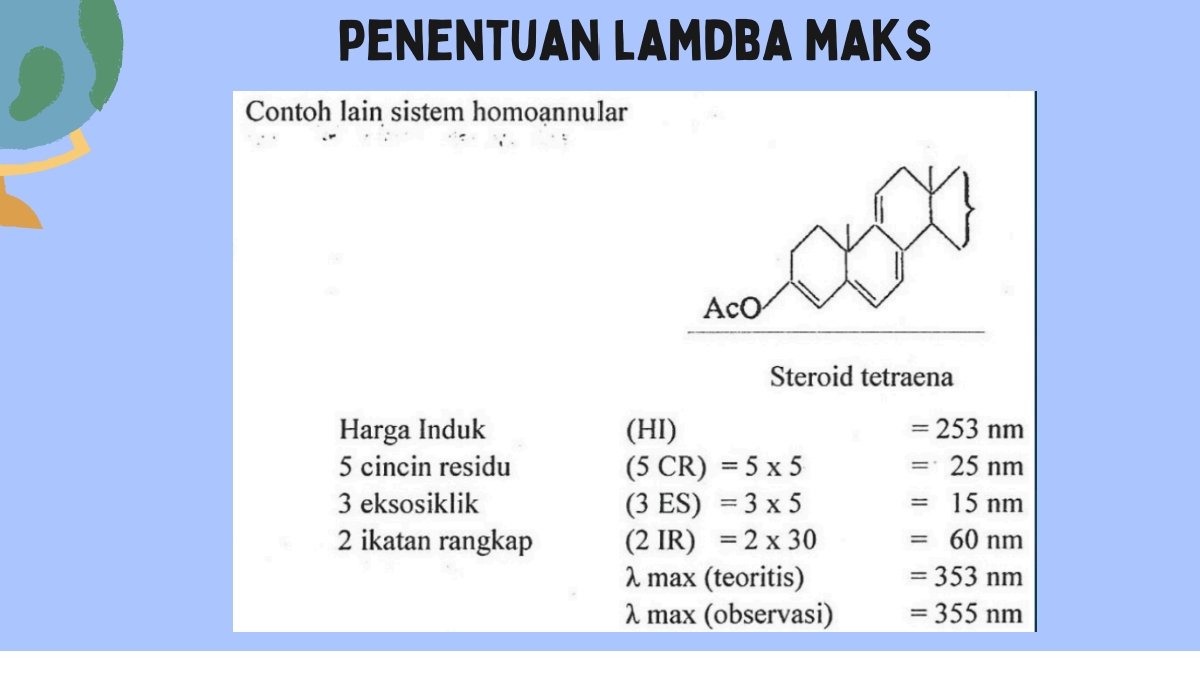 PENENTUAN LAMDBA MAKS
Contoh lain sistem homoannular
AcO
Steroid tetraena
Harga Induk (HI) = 253 nm
5 cincin residu (5 CR) = 5 x 5 = 25 nm
3 eksosiklik (3 ES) = 3 x 5 = 15 nm
2 ikatan rangkap (2 IR) = 2 x 30 = 60 nm
λ max (teoritis) = 353 nm
λ max (observasi) = 355 nm